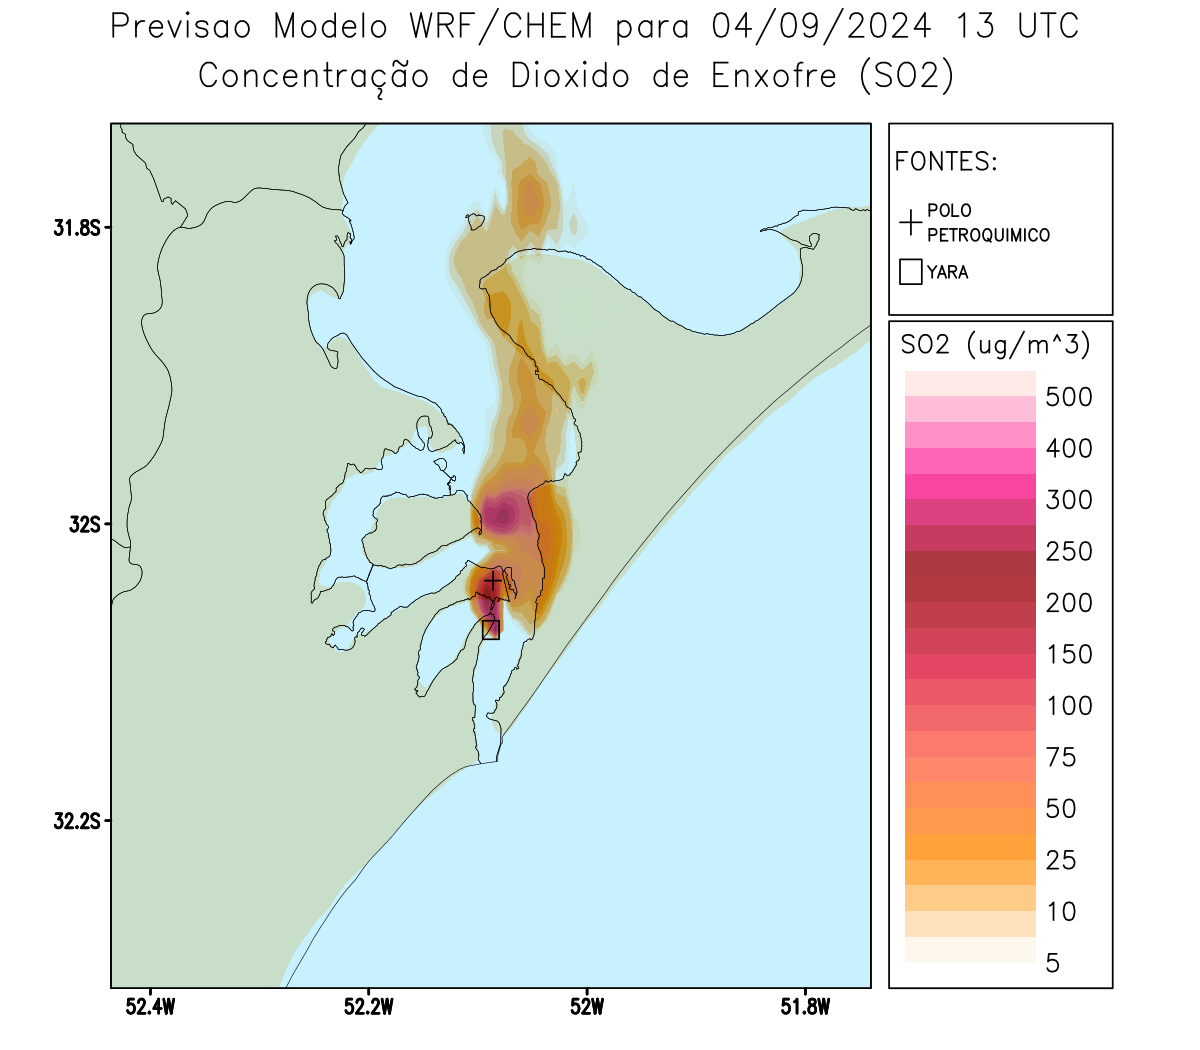 Previsao Modelo WRF/CHEM para 04/09/2024 13 UTC
Concentração de Dioxido de Enxofre (SO2)
FONTES:
POLO
PETROQUIMICO
YARA
SO2 (ug/m^3)
500
400
300
250
200
150
100
75
50
25
10
5
31.8S
32S
32.2S
52.4W
52.2W
52W
51.8W